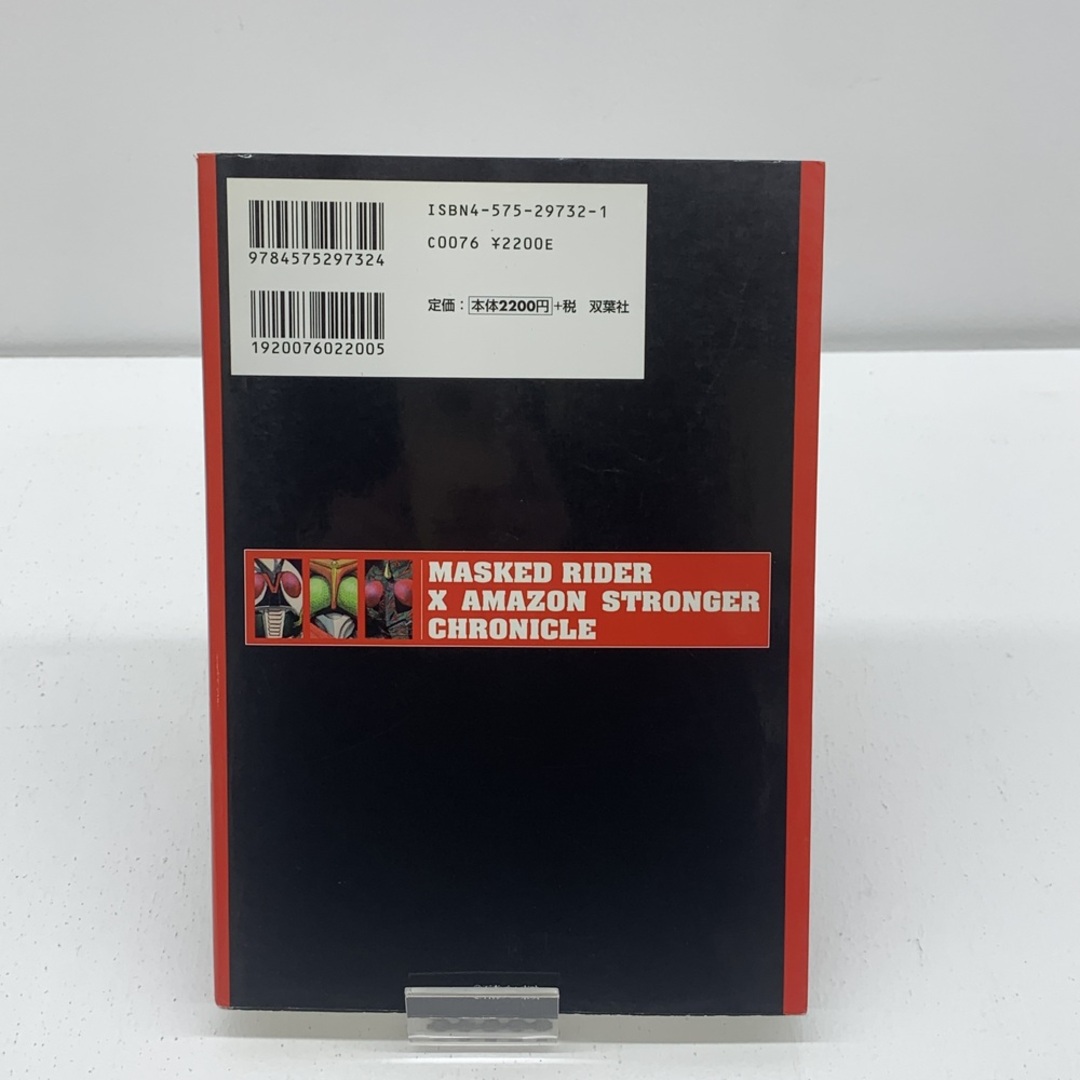 ISBN4-575-29732-1
9784575297324
C0076 ¥2200E
定価：本体2200円+税 双葉社
1920076022005
MASKED RIDER
X AMAZON STRONGER
CHRONICLE